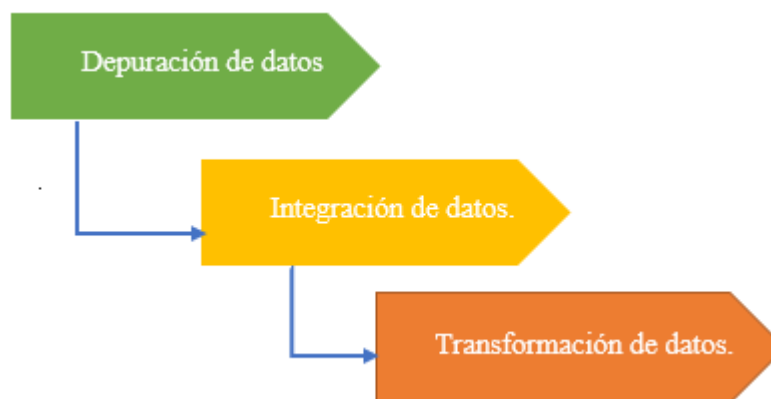 Depuración de datos
Integración de datos.
Transformación de datos.